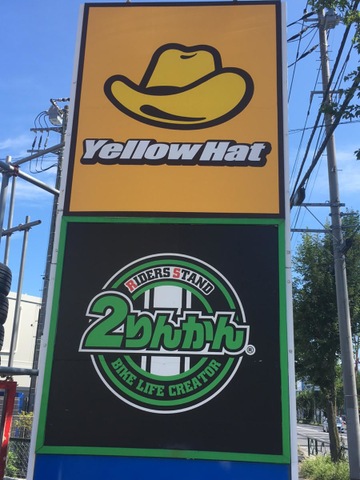 YellowHat
RIDERS STAND
2りんかん®
BIKE LIFE CREATOR